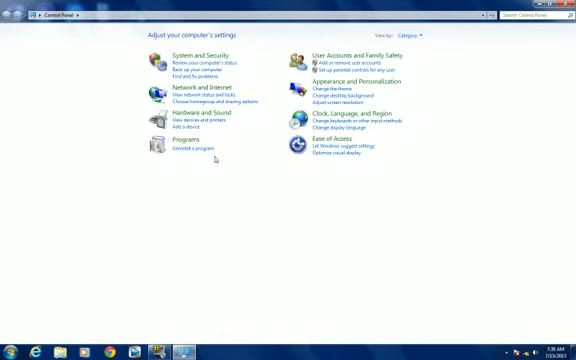 Control Panel
Search Control Panel
Adjust your computer's settings
View by: Category
System and Security
Review your computer's status
Back up your computer
Find and fix problems
Network and Internet
View network status and tasks
Choose homegroup and sharing options
Hardware and Sound
View devices and printers
Add a device
Programs
Uninstall a program
User Accounts and Family Safety
Add or remove user accounts
Set up parental controls for any user
Appearance and Personalization
Change the theme
Change desktop background
Adjust screen resolution
Clock, Language, and Region
Change keyboards or other input methods
Change display language
Ease of Access
Let Windows suggest settings
Optimize visual display
7:38 AM
7/15/2013